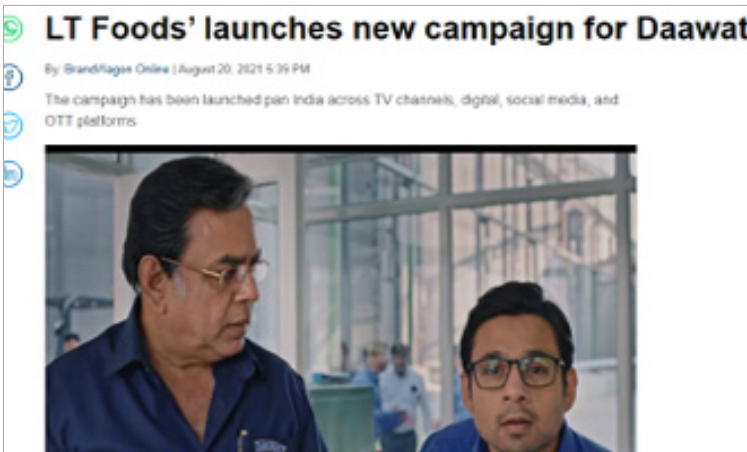 LT Foods’ launches new campaign for Daawat
By: BrandWagon Online | August 20, 2021 5:39 PM
The campaign has been launched pan India across TV channels, digital, social media, and
OTT platforms